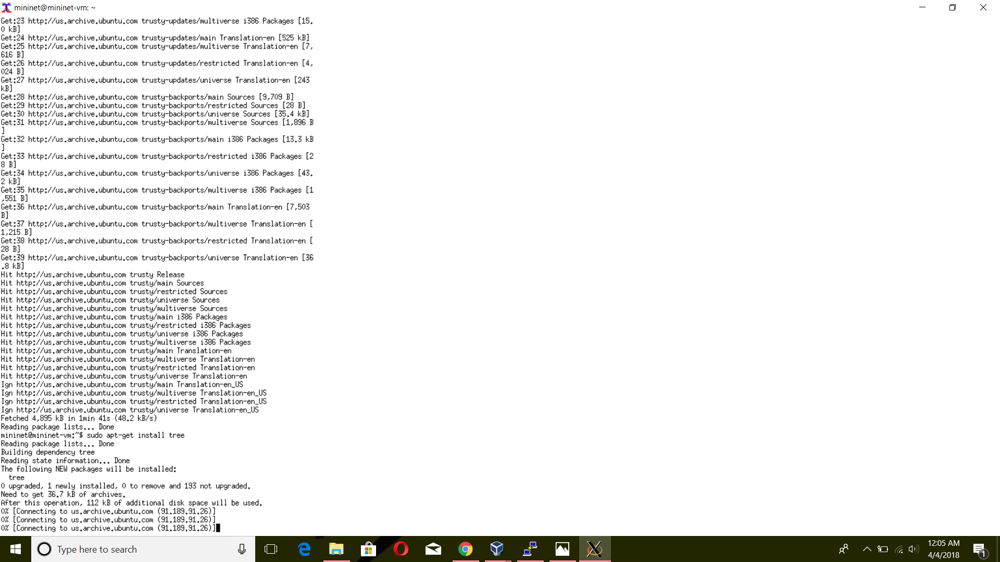 mininet@mininet-vm: ~
Get:23 http://us.archive.ubuntu.com trusty-updates/multiverse i386 Packages [15.
0 kB]
Get:24 http://us.archive.ubuntu.com trusty-updates/main Translation-en [525 kB]
Get:25 http://us.archive.ubuntu.com trusty-updates/multiverse Translation-en [7,
616 B]
Get:26 http://us.archive.ubuntu.com trusty-updates/restricted Translation-en [4,
024 B]
Get:27 http://us.archive.ubuntu.com trusty-updates/universe Translation-en [243
kB]
Get:28 http://us.archive.ubuntu.com trusty-backports/main Sources [9,709 B]
Get:29 http://us.archive.ubuntu.com trusty-backports/restricted Sources [28 B]
Get:30 http://us.archive.ubuntu.com trusty-backports/universe Sources [35.4 kB]
Get:31 http://us.archive.ubuntu.com trusty-backports/multiverse Sources [1,896 B
]
Get:32 http://us.archive.ubuntu.com trusty-backports/main i386 Packages [13.3 kB
]
Get:33 http://us.archive.ubuntu.com trusty-backports/restricted i386 Packages [2
8 B]
Get:34 http://us.archive.ubuntu.com trusty-backports/universe i386 Packages [43.
2 kB]
Get:35 http://us.archive.ubuntu.com trusty-backports/multiverse i386 Packages [1
,551 B]
Get:36 http://us.archive.ubuntu.com trusty-backports/main Translation-en [7,503
B]
Get:37 http://us.archive.ubuntu.com trusty-backports/multiverse Translation-en [
1,215 B]
Get:38 http://us.archive.ubuntu.com trusty-backports/restricted Translation-en [
28 B]
Get:39 http://us.archive.ubuntu.com trusty-backports/universe Translation-en [36
.8 kB]
Hit http://us.archive.ubuntu.com trusty Release
Hit http://us.archive.ubuntu.com trusty/main Sources
Hit http://us.archive.ubuntu.com trusty/restricted Sources
Hit http://us.archive.ubuntu.com trusty/universe Sources
Hit http://us.archive.ubuntu.com trusty/multiverse Sources
Hit http://us.archive.ubuntu.com trusty/main i386 Packages
Hit http://us.archive.ubuntu.com trusty/restricted i386 Packages
Hit http://us.archive.ubuntu.com trusty/universe i386 Packages
Hit http://us.archive.ubuntu.com trusty/multiverse i386 Packages
Hit http://us.archive.ubuntu.com trusty/main Translation-en
Hit http://us.archive.ubuntu.com trusty/multiverse Translation-en
Hit http://us.archive.ubuntu.com trusty/restricted Translation-en
Hit http://us.archive.ubuntu.com trusty/universe Translation-en
Ign http://us.archive.ubuntu.com trusty/main Translation-en_US
Ign http://us.archive.ubuntu.com trusty/multiverse Translation-en_US
Ign http://us.archive.ubuntu.com trusty/restricted Translation-en_US
Ign http://us.archive.ubuntu.com trusty/universe Translation-en_US
Fetched 4,895 kB in 1min 41s (48.2 kB/s)
Reading package lists... Done
mininet@mininet-vm:~$ sudo apt-get install tree
Reading package lists... Done
Building dependency tree
Reading state information... Done
The following NEW packages will be installed:
tree
0 upgraded, 1 newly installed, 0 to remove and 193 not upgraded.
Need to get 36.7 kB of archives.
After this operation, 112 kB of additional disk space will be used.
0% [Connecting to us.archive.ubuntu.com (91.189.91.26)]
0% [Connecting to us.archive.ubuntu.com (91.189.91.26)]
0% [Connecting to us.archive.ubuntu.com (91.189.91.26)]
Type here to search
12:05 AM
4/4/2018
1